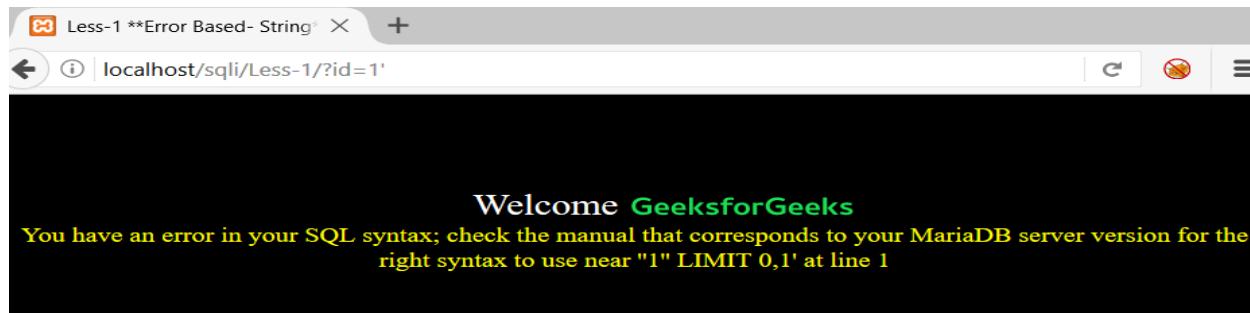 Less-1 **Error Based- String*
localhost/sqli/Less-1/?id=1'
Welcome GeeksforGeeks
You have an error in your SQL syntax; check the manual that corresponds to your MariaDB server version for the
right syntax to use near "1" LIMIT 0,1' at line 1